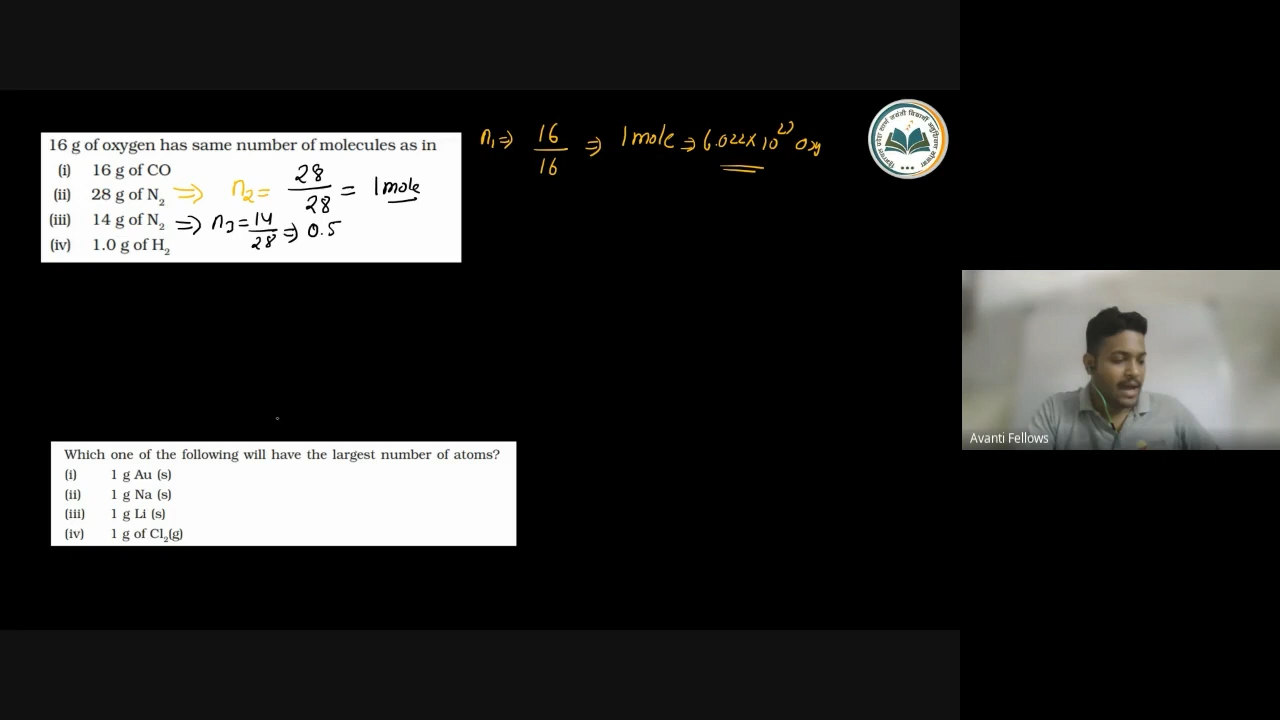 16 g of oxygen has same number of molecules as in
(i) 16 g of CO
(ii) 28 g of N₂ ⇒ n₂ = 28/28 = 1 mole
(iii) 14 g of N₂ ⇒ n₃ = 14/28 ⇒ 0.5
(iv) 1.0 g of H₂
n₁ ⇒ 16/16 ⇒ 1 mole ⇒ 6.022 × 10²³ oxy
Which one of the following will have the largest number of atoms?
(i) 1 g Au (s)
(ii) 1 g Na (s)
(iii) 1 g Li (s)
(iv) 1 g of Cl₂(g)
Avanti Fellows